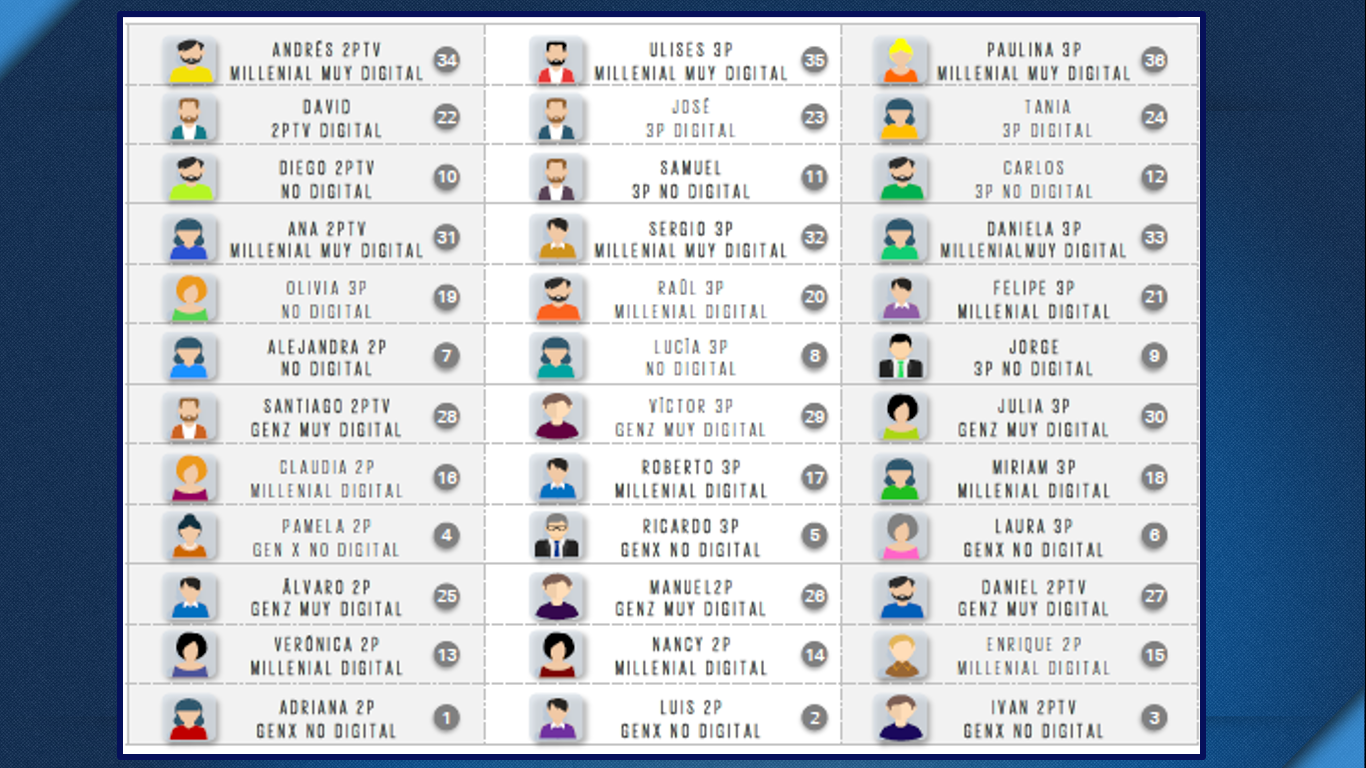 ANDRÉS 2PTV
MILLENIAL MUY DIGITAL
34
ULISES 3P
MILLENIAL MUY DIGITAL
35
PAULINA 3P
MILLENIAL MUY DIGITAL
36
DAVID
2PTV DIGITAL
22
JOSÉ
3P DIGITAL
23
TANIA
3P DIGITAL
24
DIEGO 2PTV
NO DIGITAL
10
SAMUEL
3P NO DIGITAL
11
CARLOS
3P NO DIGITAL
12
ANA 2PTV
MILLENIAL MUY DIGITAL
31
SERGIO 3P
MILLENIAL MUY DIGITAL
32
DANIELA 3P
MILLENIALMUY DIGITAL
33
OLIVIA 3P
NO DIGITAL
19
RAÚL 3P
MILLENIAL DIGITAL
20
FELIPE 3P
MILLENIAL DIGITAL
21
ALEJANDRA 2P
NO DIGITAL
7
LUCÍA 3P
NO DIGITAL
8
JORGE
3P NO DIGITAL
9
SANTIAGO 2PTV
GENZ MUY DIGITAL
28
VÍCTOR 3P
GENZ MUY DIGITAL
29
JULIA 3P
GENZ MUY DIGITAL
30
CLAUDIA 2P
MILLENIAL DIGITAL
16
ROBERTO 3P
MILLENIAL DIGITAL
17
MIRIAM 3P
MILLENIAL DIGITAL
18
PAMELA 2P
GEN X NO DIGITAL
4
RICARDO 3P
GENX NO DIGITAL
5
LAURA 3P
GENX NO DIGITAL
6
ÁLVARO 2P
GENZ MUY DIGITAL
25
MANUEL2P
GENZ MUY DIGITAL
26
DANIEL 2PTV
GENZ MUY DIGITAL
27
VERÓNICA 2P
MILLENIAL DIGITAL
13
NANCY 2P
MILLENIAL DIGITAL
14
ENRIQUE 2P
MILLENIAL DIGITAL
15
ADRIANA 2P
GENX NO DIGITAL
1
LUIS 2P
GENX NO DIGITAL
2
IVAN 2PTV
GENX NO DIGITAL
3